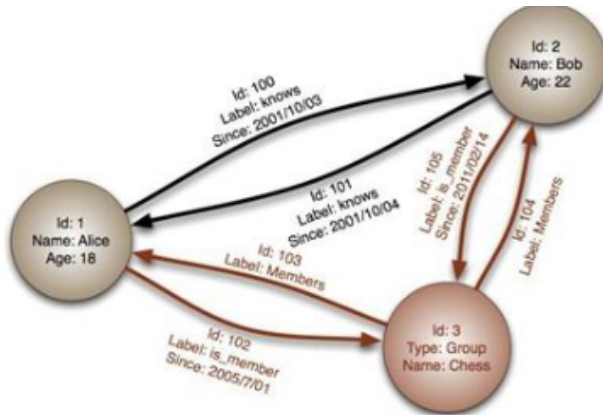 Id: 2
Name: Bob
Age: 22
Id: 100
Label: knows
Since: 2001/10/03
Id: 101
Label: knows
Since: 2001/10/04
Id: 105
Label: is_member
Since: 2011/02/14
Id: 104
Label: Members
Id: 1
Name: Alice
Age: 18
Id: 103
Label: Members
Id: 102
Label: is_member
Since: 2005/7/01
Id: 3
Type: Group
Name: Chess